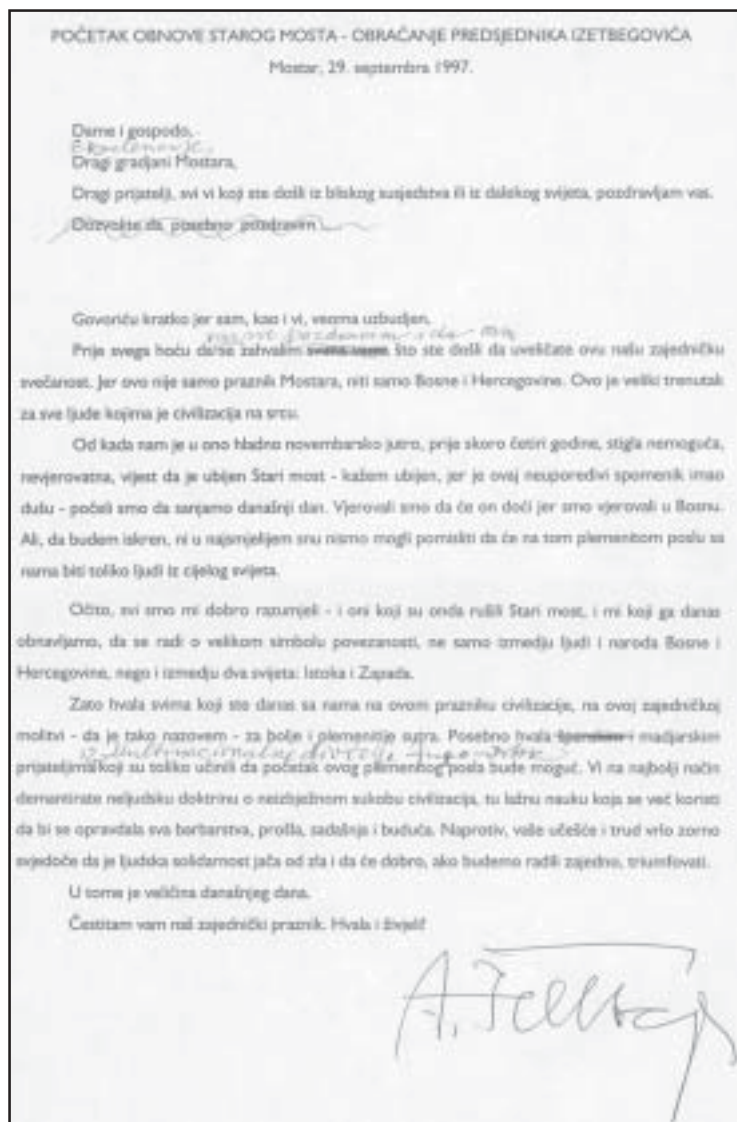 POČETAK OBNOVE STAROG MOSTA - OBRAĆANJE PREDSJEDNIKA IZETBEGOVIĆA
Mostar, 29. septembra 1997.
Dame i gospodo,
Ekselencije,
Dragi gradjani Mostara,
Dragi prijatelji, svi vi koji ste došli iz bliskog susjedstva ili iz dalekog svijeta, pozdravljam vas.
Dozvolite da posebno pozdravim
Govoriću kratko jer sam, kao i vi, veoma uzbudjen.
pozdravim i da
Prije svega hoću da se zahvalim što ste došli da uveličate ovu našu zajedničku
svečanost. Jer ovo nije samo praznik Mostara, niti samo Bosne i Hercegovine. Ovo je veliki trenutak
za sve ljude kojima je civilizacija na srcu.
Od kada nam je u ono hladno novembarsko jutro, prije skoro četiri godine, stigla nemoguća,
nevjerovatna, vijest da je ubijen Stari most - kažem ubijen, jer je ovaj neuporedivi spomenik imao
dušu - počeli smo da sanjamo današnji dan. Vjerovali smo da će on doći jer smo vjerovali u Bosnu.
Ali, da budem iskren, ni u najsmjelijem snu nismo mogli pomisliti da će na tom plemenitom poslu sa
nama biti toliko ljudi iz cijelog svijeta.
Očito, svi smo mi dobro razumjeli - i oni koji su onda rušili Stari most, i mi koji ga danas
obnavljamo, da se radi o velikom simbolu povezanosti, ne samo izmedju ljudi i naroda Bosne i
Hercegovine, nego i izmedju dva svijeta: Istoka i Zapada.
Zato hvala svima koji ste danas sa nama na ovom prazniku civilizacije, na ovoj zajedničkoj
molitvi - da je tako nazovem - za bolje i plemenitije sutra. Posebno hvala i madjarskim
iz Multinacionalne divizije
prijateljima koji su toliko učinili da početak ovog plemenitog posla bude moguć. Vi na najbolji način
demantirate neljudsku doktrinu o neizbježnom sukobu civilizacija, tu lažnu nauku koja se već koristi
da bi se opravdala sva barbarstva, prošla, sadašnja i buduća. Naprotiv, vaše učešće i trud vrlo zorno
svjedoče da je ljudska solidarnost jača od zla i da će dobro, ako budemo radili zajedno, triumfovati.
U tome je veličina današnjeg dana.
Čestitam vam naš zajednički praznik. Hvala i živjeli!